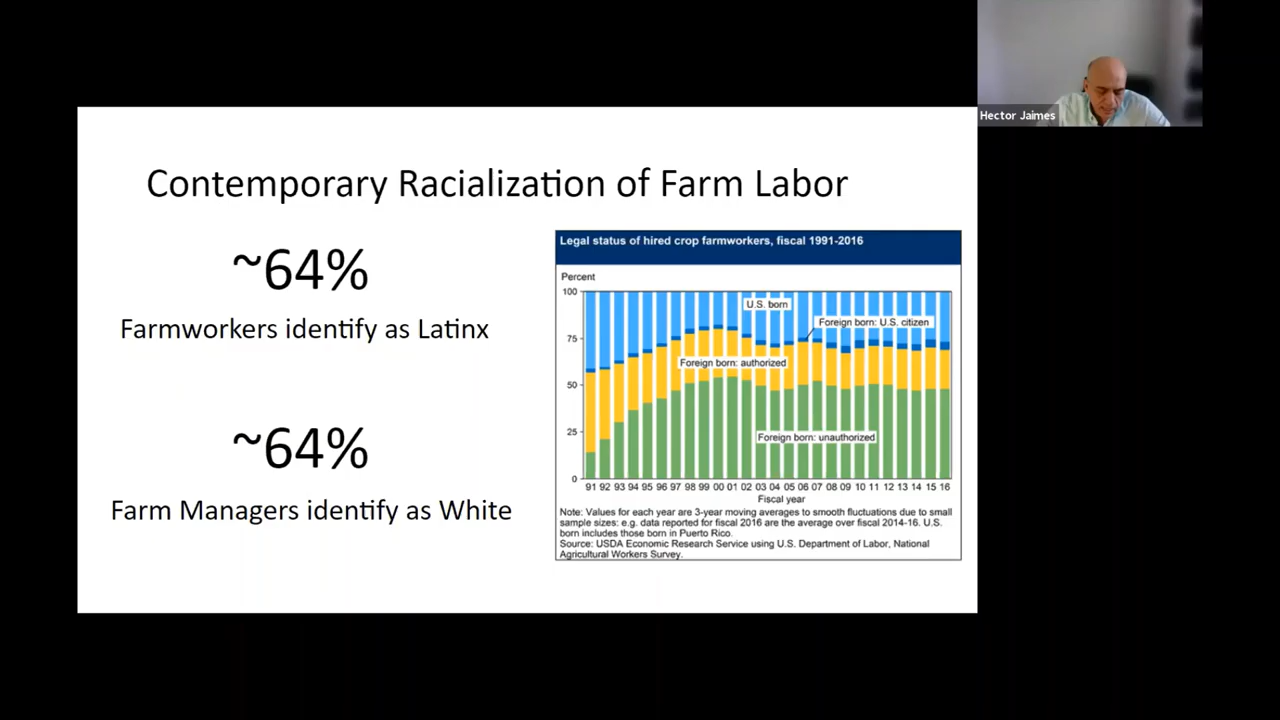 Hector Jaimes
Contemporary Racialization of Farm Labor
~64%
Farmworkers identify as Latinx
~64%
Farm Managers identify as White
Legal status of hired crop farmworkers, fiscal 1991-2016
Percent
100
75
50
25
0
U.S. born
Foreign born: U.S. citizen
Foreign born: authorized
Foreign born: unauthorized
91 92 93 94 95 96 97 98 99 00 01 02 03 04 05 06 07 08 09 10 11 12 13 14 15 16
Fiscal year
Note: Values for each year are 3-year moving averages to smooth fluctuations due to small
sample sizes: e.g. data reported for fiscal 2016 are the average over fiscal 2014-16. U.S.
born includes those born in Puerto Rico.
Source: USDA Economic Research Service using U.S. Department of Labor, National
Agricultural Workers Survey.